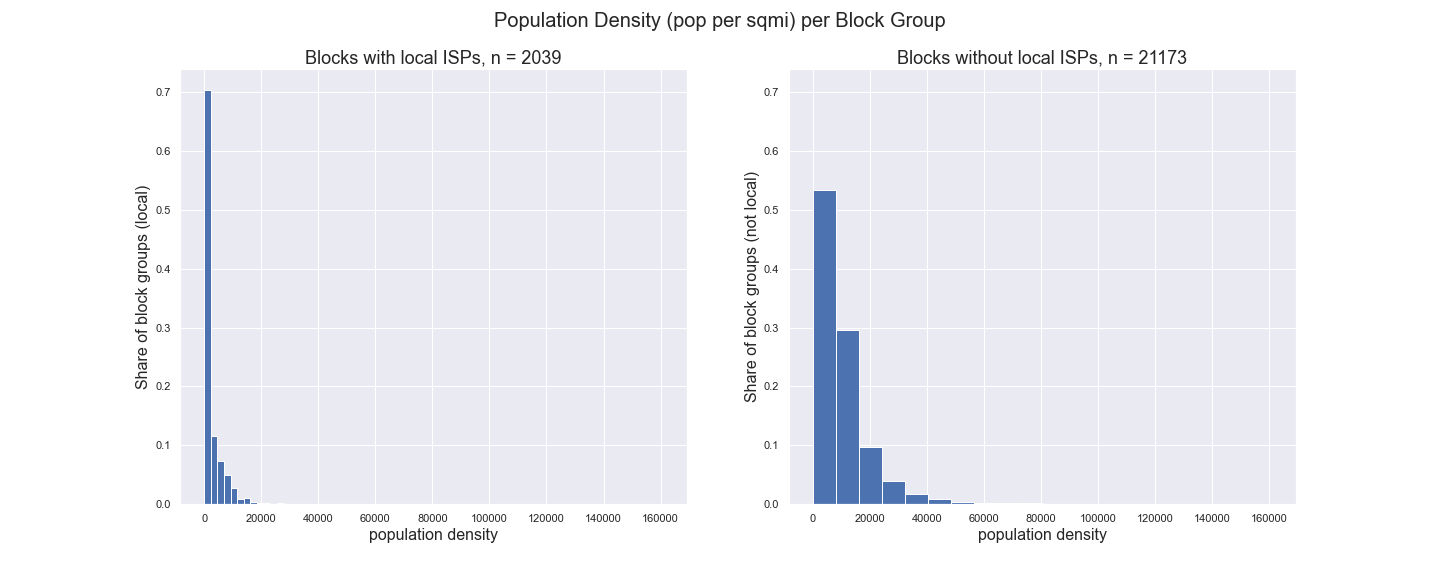 Population Density (pop per sqmi) per Block Group
Blocks with local ISPs, n = 2039
Share of block groups (local)
0.7
0.6
0.5
0.4
0.3
0.2
0.1
0.0
0 20000 40000 60000 80000 100000 120000 140000 160000
population density
Blocks without local ISPs, n = 21173
Share of block groups (not local)
0.7
0.6
0.5
0.4
0.3
0.2
0.1
0.0
0 20000 40000 60000 80000 100000 120000 140000 160000
population density